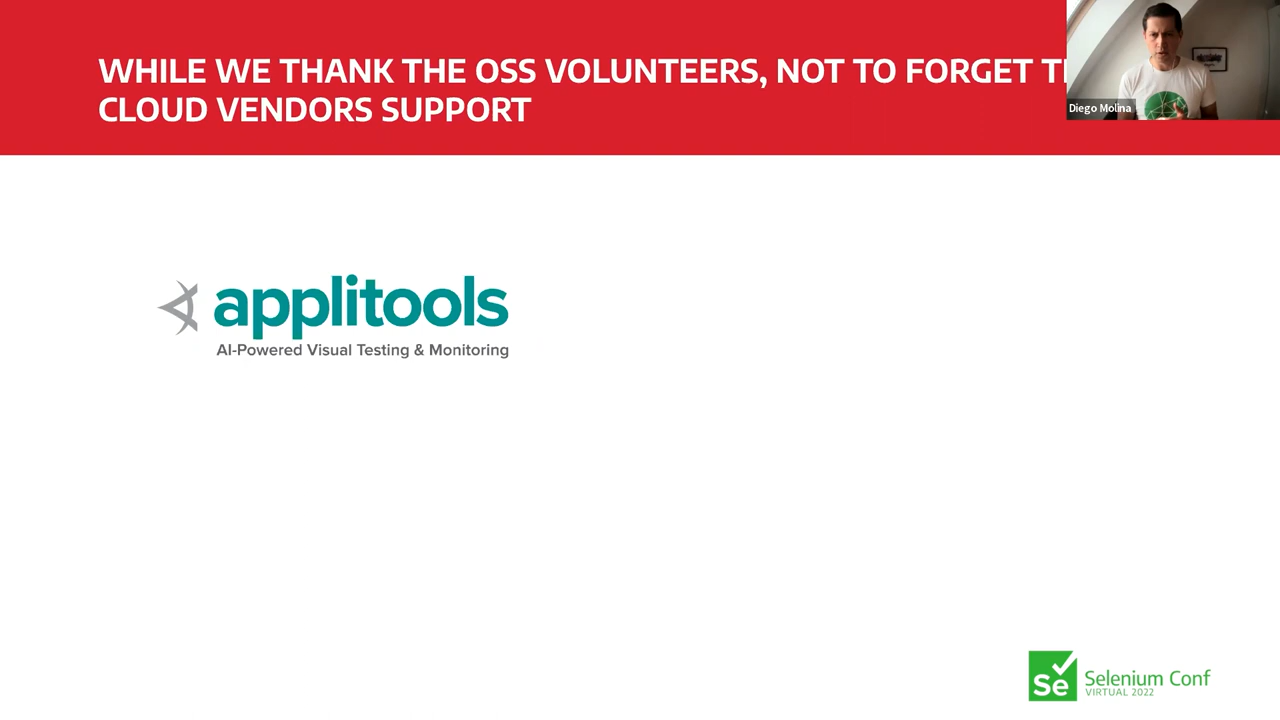 WHILE WE THANK THE OSS VOLUNTEERS, NOT TO FORGET
CLOUD VENDORS SUPPORT
Diego Molina
applitools
AI-Powered Visual Testing & Monitoring
Se
Selenium Conf
VIRTUAL 2022